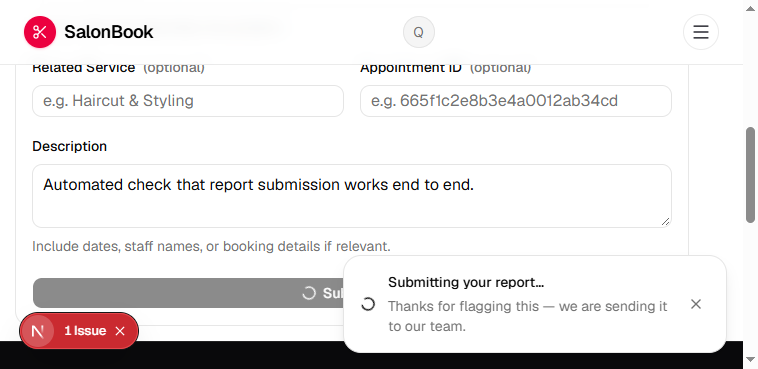 SalonBook
Q
Related Service (optional)
Appointment ID (optional)
e.g. Haircut & Styling
e.g. 665f1c2e8b3e4a0012ab34cd
Description
Automated check that report submission works end to end.
Include dates, staff names, or booking details if relevant.
Submitting your report...
Thanks for flagging this — we are sending it
to our team.
N
1 Issue